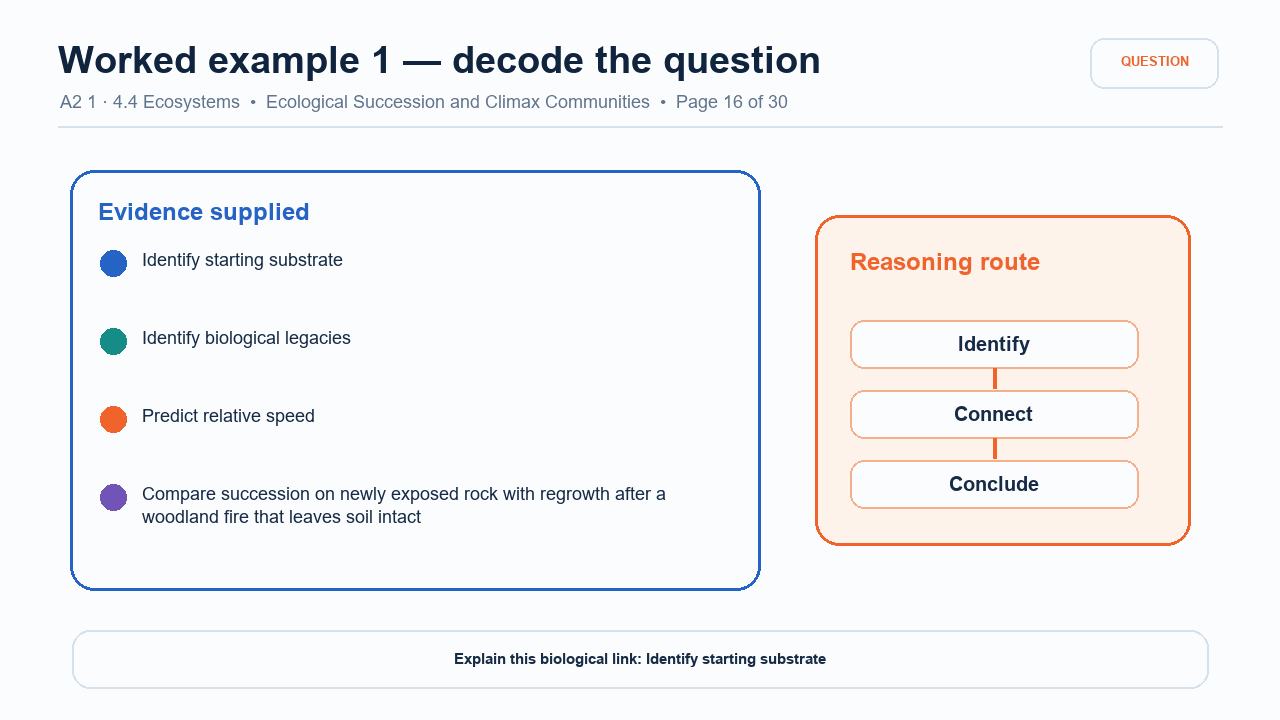 Worked example 1 — decode the question
QUESTION
A2 1 · 4.4 Ecosystems • Ecological Succession and Climax Communities • Page 16 of 30
Evidence supplied
Identify starting substrate
Identify biological legacies
Predict relative speed
Compare succession on newly exposed rock with regrowth after a
woodland fire that leaves soil intact
Reasoning route
Identify
Connect
Conclude
Explain this biological link: Identify starting substrate